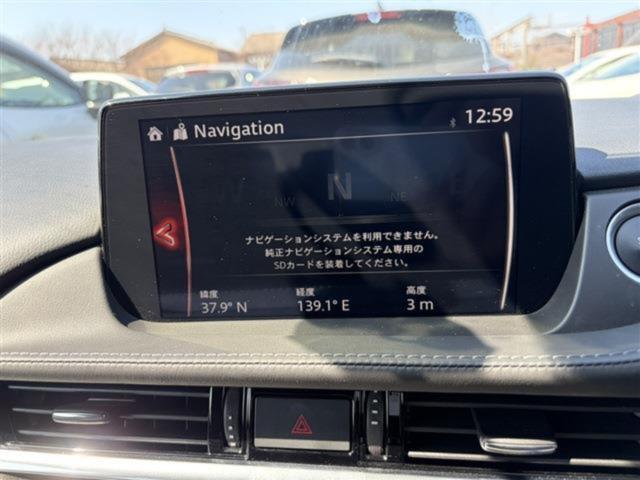 Navigation
12:59
W
N
E
NW
NE
ナビゲーションシステムを利用できません。
純正ナビゲーションシステム専用の
SDカードを装着してください。
緯度
経度
高度
37.9° N
139.1° E
3 m